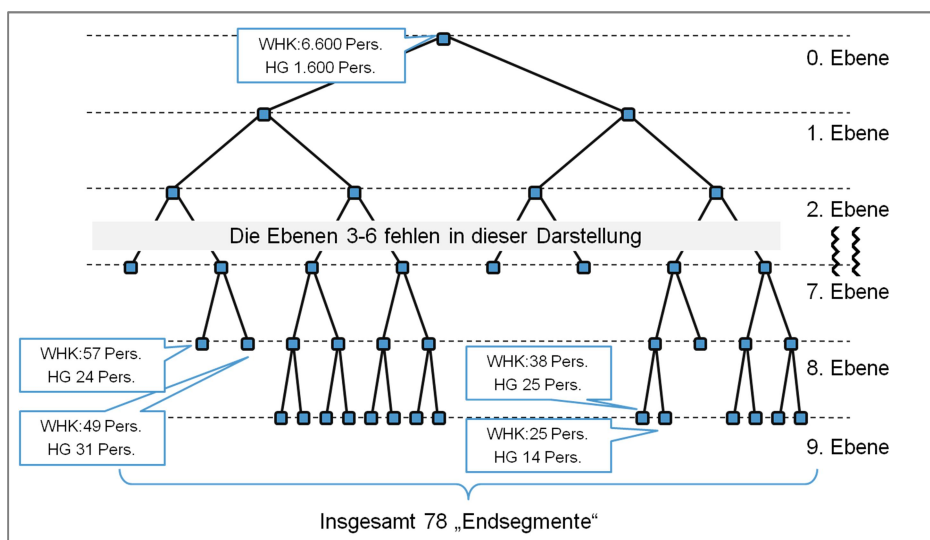 WHK:6.600 Pers.
HG 1.600 Pers.
0. Ebene
1. Ebene
2. Ebene
Die Ebenen 3-6 fehlen in dieser Darstellung
7. Ebene
WHK:57 Pers.
HG 24 Pers.
WHK:38 Pers.
HG 25 Pers.
8. Ebene
WHK:49 Pers.
HG 31 Pers.
WHK:25 Pers.
HG 14 Pers.
9. Ebene
Insgesamt 78 „Endsegmente“